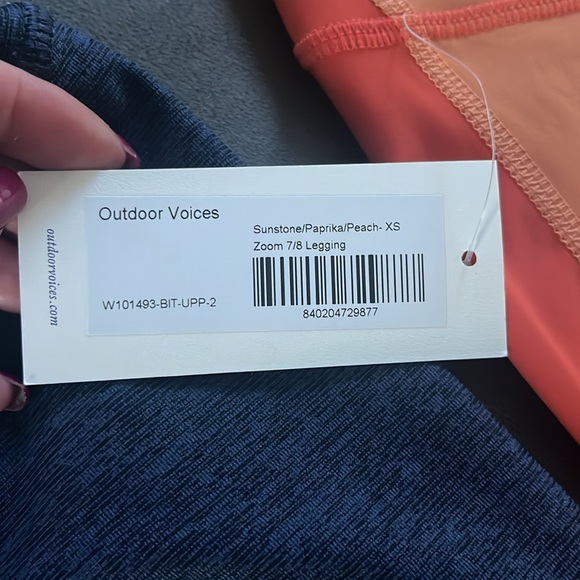 Outdoor Voices
Sunstone/Paprika/Peach- XS
Zoom 7/8 Legging
W101493-BIT-UPP-2
840204729877
outdoorvoices.com